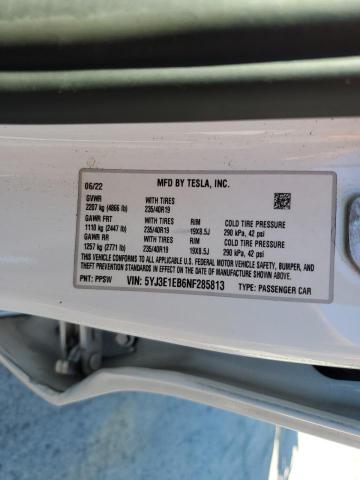 MFD BY TESLA, INC.
06/22
GVWR WITH TIRES
2207 kg (4866 lb) 235/40R19
GAWR FRT WITH TIRES RIM COLD TIRE PRESSURE
1110 kg (2447 lb) 235/40R19 19X8.5J 290 kPa, 42 psi
GAWR RR WITH TIRES RIM COLD TIRE PRESSURE
1257 kg (2771 lb) 235/40R19 19X8.5J 290 kPa, 42 psi
THIS VEHICLE CONFORMS TO ALL APPLICABLE U.S. FEDERAL MOTOR VEHICLE SAFETY, BUMPER, AND
THEFT PREVENTION STANDARDS IN EFFECT ON THE DATE OF MANUFACTURE SHOWN ABOVE.
PNT: PPSW VIN: 5YJ3E1EB6NF285813 TYPE: PASSENGER CAR